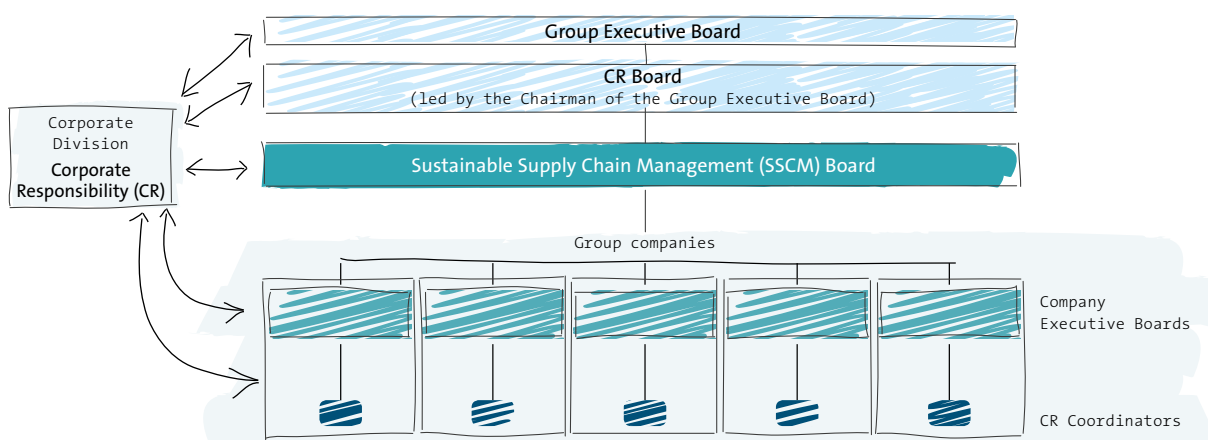 Group Executive Board
CR Board
(led by the Chairman of the Group Executive Board)
Corporate
Division
Corporate
Responsibility (CR)
Sustainable Supply Chain Management (SSCM) Board
Group companies
Company
Executive Boards
CR Coordinators